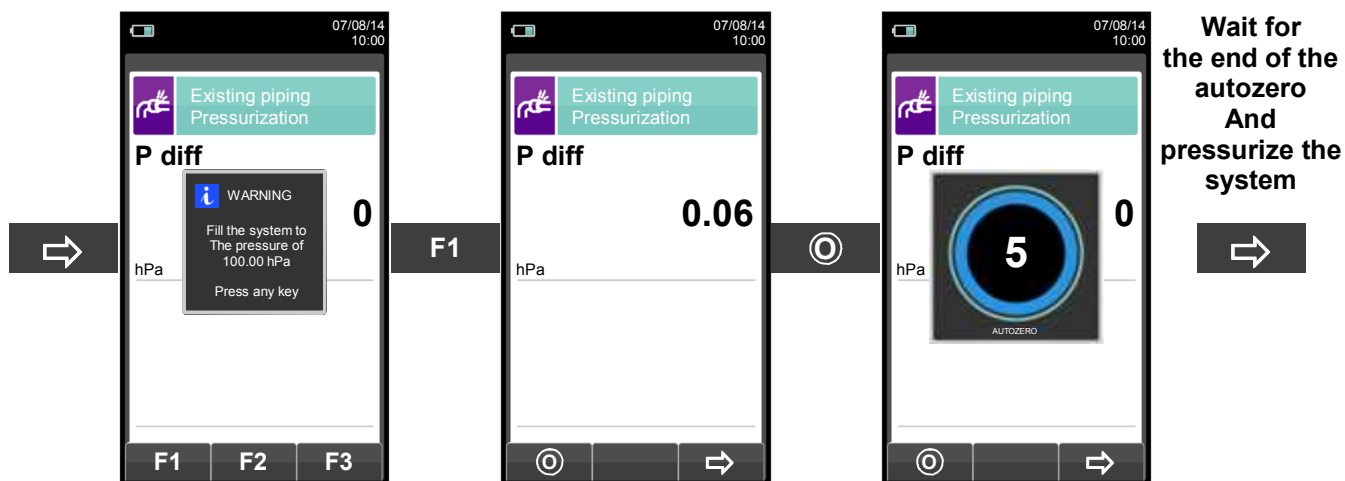 07/08/14
10:00
Existing piping
Pressurization
P diff
i WARNING
Fill the system to
The pressure of
100.00 hPa
Press any key
0
hPa
F1 F2 F3
F1
07/08/14
10:00
Existing piping
Pressurization
P diff
0.06
hPa
O
O
07/08/14
10:00
Existing piping
Pressurization
P diff
5
AUTOZERO
0
hPa
O
Wait for
the end of the
autozero
And
pressurize the
system